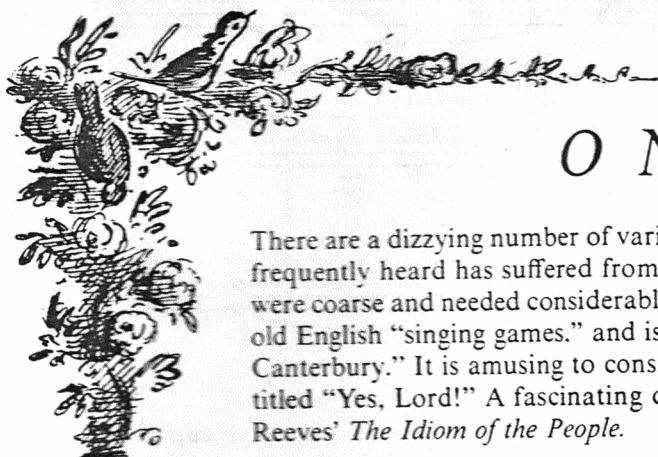 O
There are a dizzying number of vari
frequently heard has suffered from
were coarse and needed considerabl
old English “singing games.” and is
Canterbury.” It is amusing to cons
titled “Yes, Lord!” A fascinating
Reeves’ The Idiom of the People.